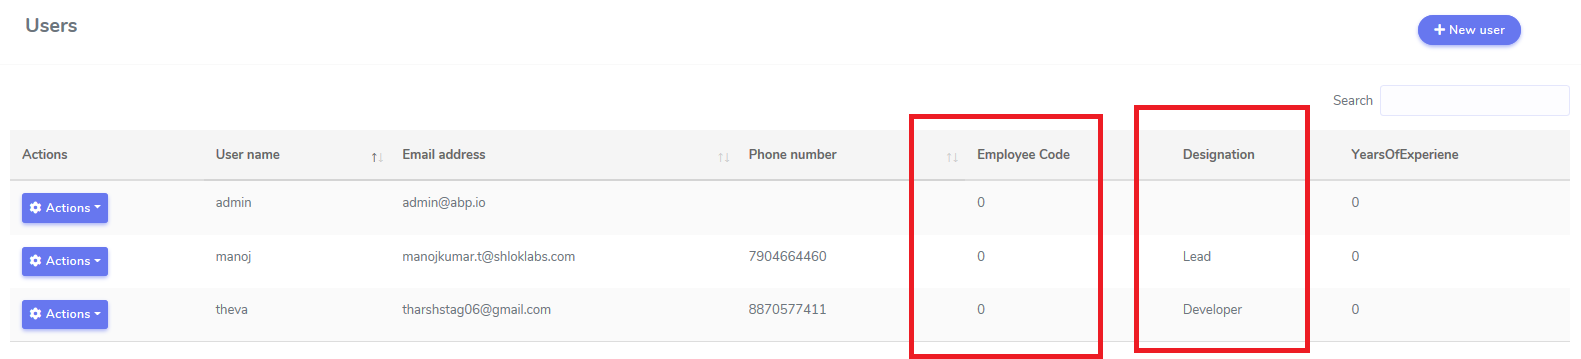 Users
New user
Search
Actions User name Email address Phone number Employee Code Designation YearsOfExperiene
Actions admin admin@abp.io 0 0
Actions manoj manojkumar.t@shloklabs.com 7904664460 0 Lead 0
Actions theva tharshstag06@gmail.com 8870577411 0 Developer 0